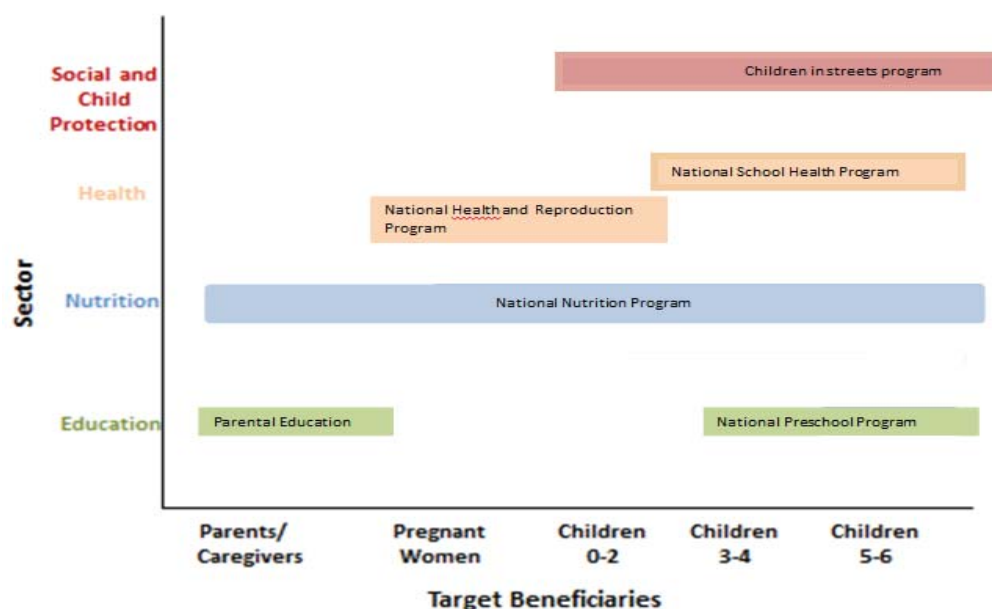 Social and
Child
Protection
Children in streets program
Health
National School Health Program
National Health and Reproduction
Program
Sector
Nutrition
National Nutrition Program
Education
Parental Education
National Preschool Program
Parents/
Caregivers
Pregnant
Women
Children
0-2
Children
3-4
Children
5-6
Target Beneficiaries